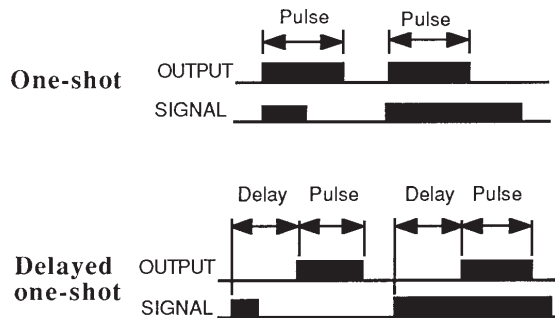 Pulse Pulse
One-shot
OUTPUT
SIGNAL
Delay Pulse Delay Pulse
Delayed
one-shot
OUTPUT
SIGNAL